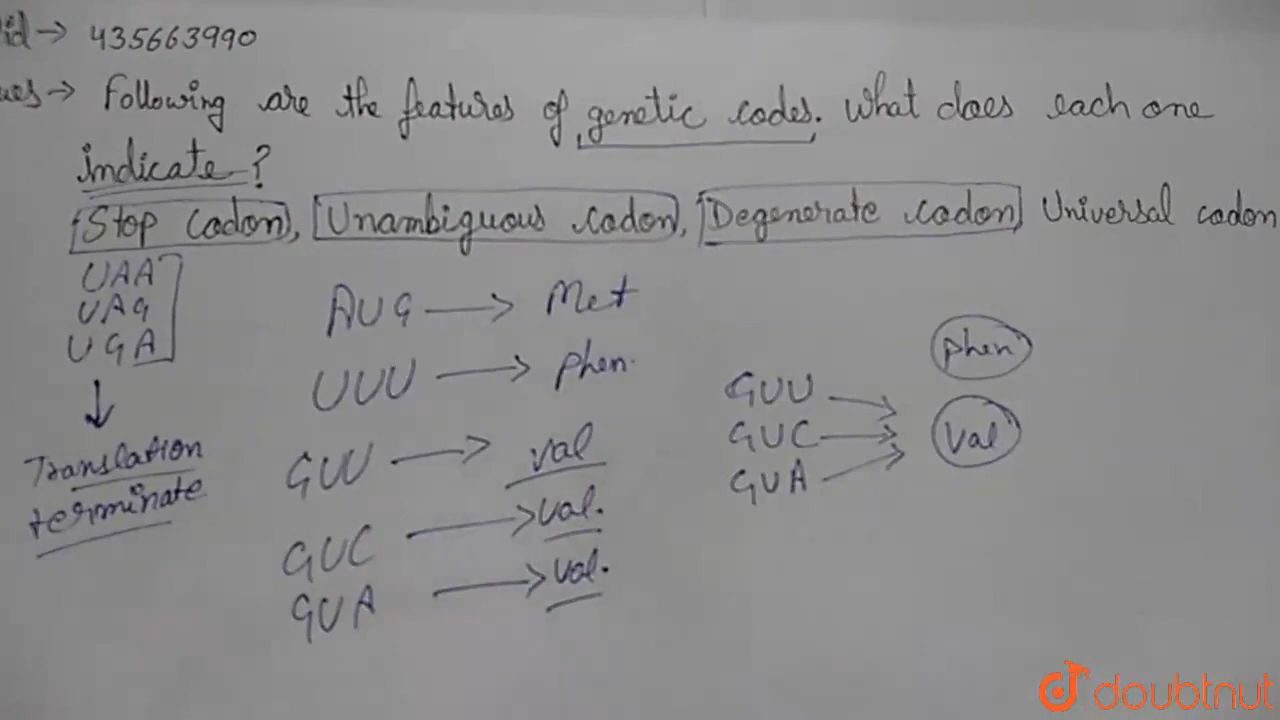 id → 435663990
ues → Following are the features of genetic codes. What does each one
indicate?
Stop codon, Unambiguous codon, Degenerate codon, Universal codon
UAA
UAG
UGA
↓
Translation
terminate
AUG → Met
UUU → Phen.
GUU → val
GUC → val.
GUA → val.
phen
GUU →
GUC → Val
GUA →
doubtnut